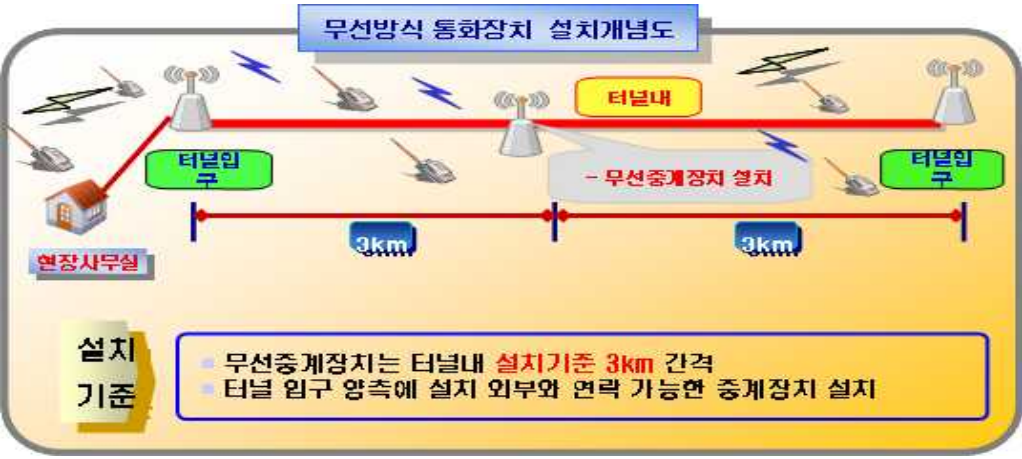 무선방식 통화장치 설치개념도
터널내
터널입
구
- 무선중계장치 설치
터널입
구
3km
3km
현장사무실
설치
기준
무선중계장치는 터널내 설치기준 3km 간격
터널 입구 양측에 설치 외부와 연락 가능한 중계장치 설치